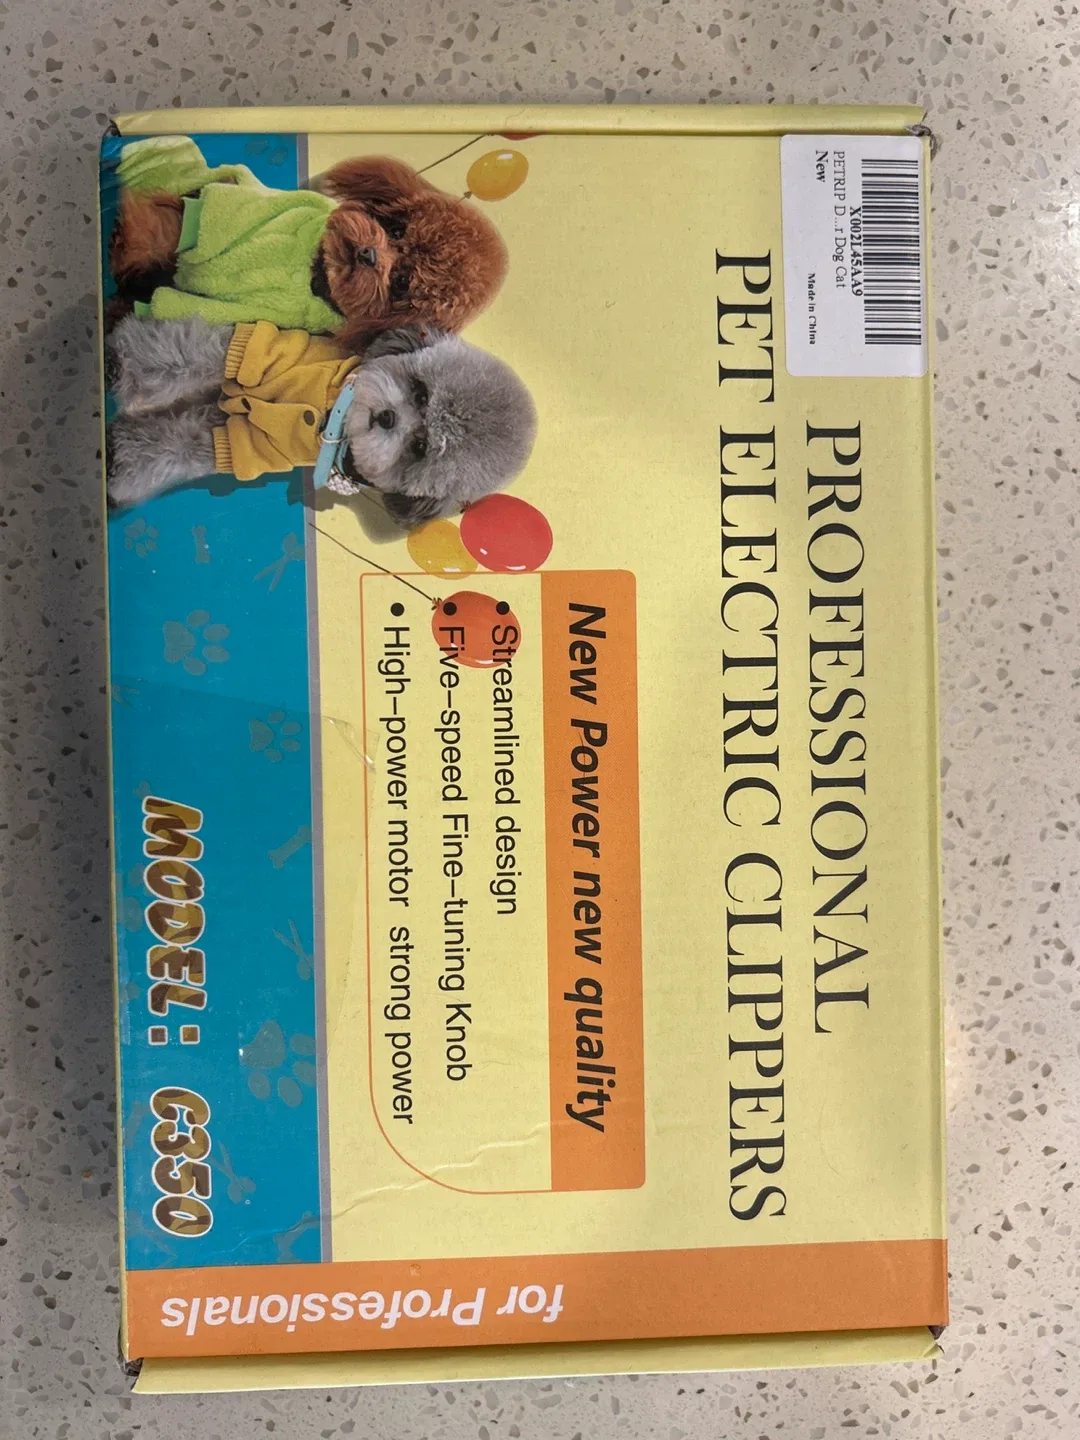 X002L45AA9
PETRIP D...r Dog Cat
New
Made in China
PROFESSIONAL
PET ELECTRIC CLIPPERS
New Power new quality
• Streamlined design
• Five-speed Fine-tuning Knob
• High-power motor strong power
MODEL: C350
for Professionals